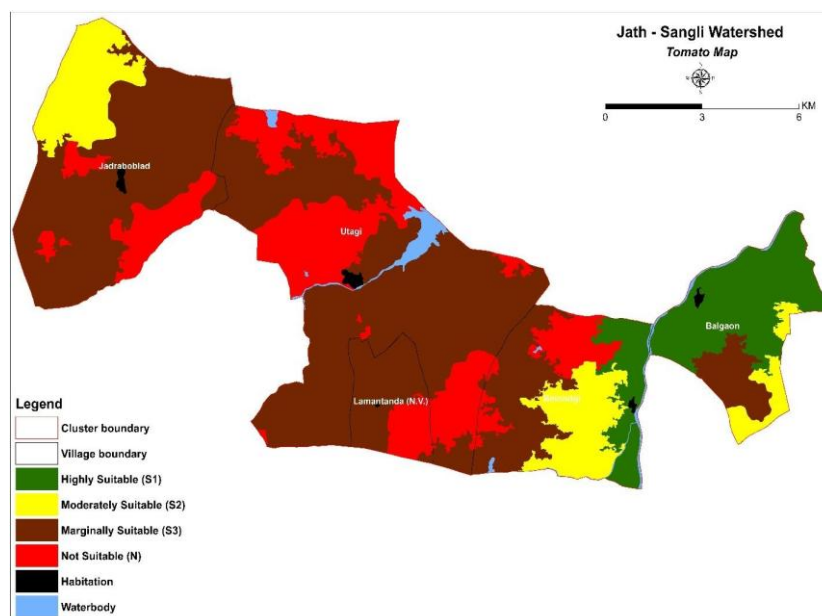 Jath - Sangli Watershed
Tomato Map
KM
0 3 6
Jadraboblad
Utagi
Balgaon
Lamantanda (N.V.)
Legend
Cluster boundary
Village boundary
Highly Suitable (S1)
Moderately Suitable (S2)
Marginally Suitable (S3)
Not Suitable (N)
Habitation
Waterbody